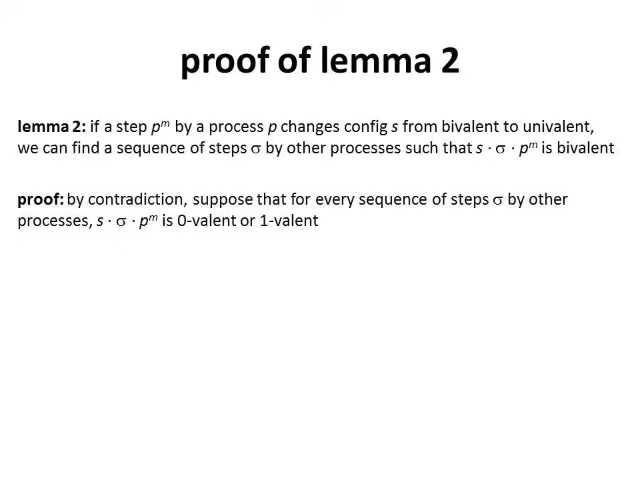 proof of lemma 2
lemma 2: if a step pᵐ by a process p changes config s from bivalent to univalent,
we can find a sequence of steps σ by other processes such that s · σ · pᵐ is bivalent
proof: by contradiction, suppose that for every sequence of steps σ by other
processes, s · σ · pᵐ is 0-valent or 1-valent